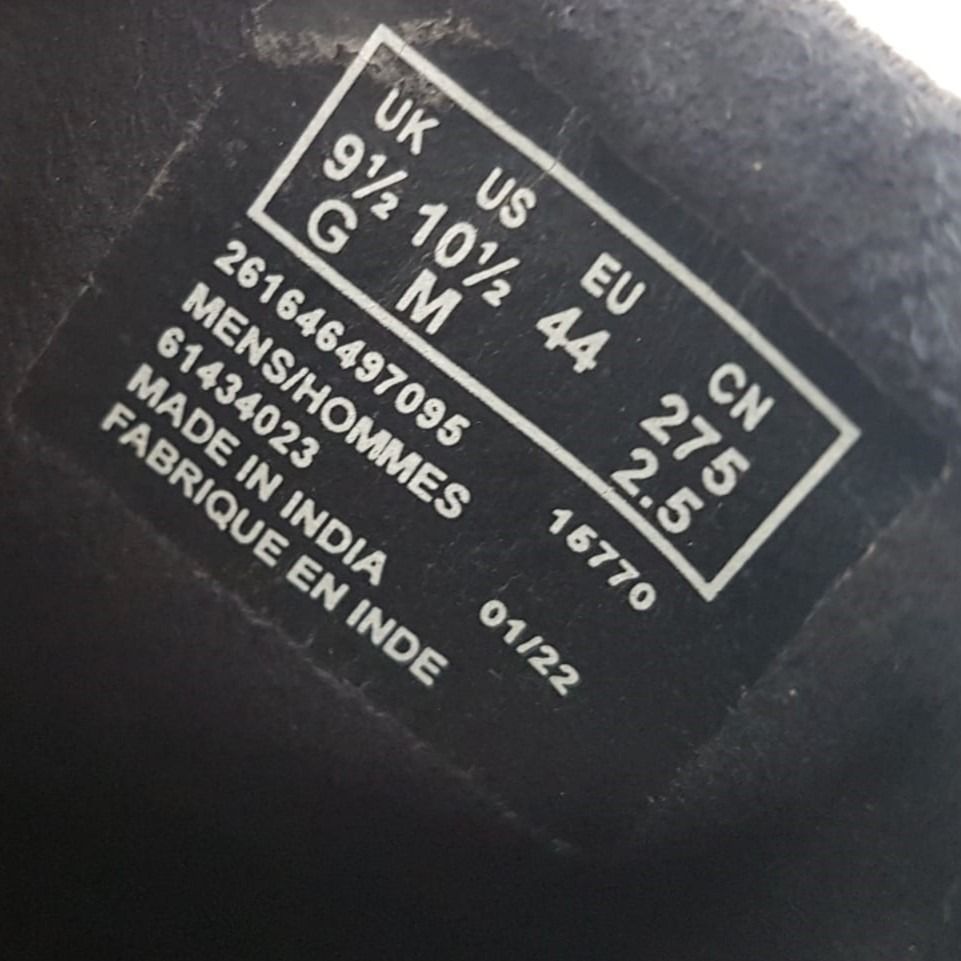 UK US EU CN
9½ 10½ 44 275
G M 2.5
261646497095
MENS/HOMMES 15770
61434023
MADE IN INDIA 01/22
FABRIQUE EN INDE